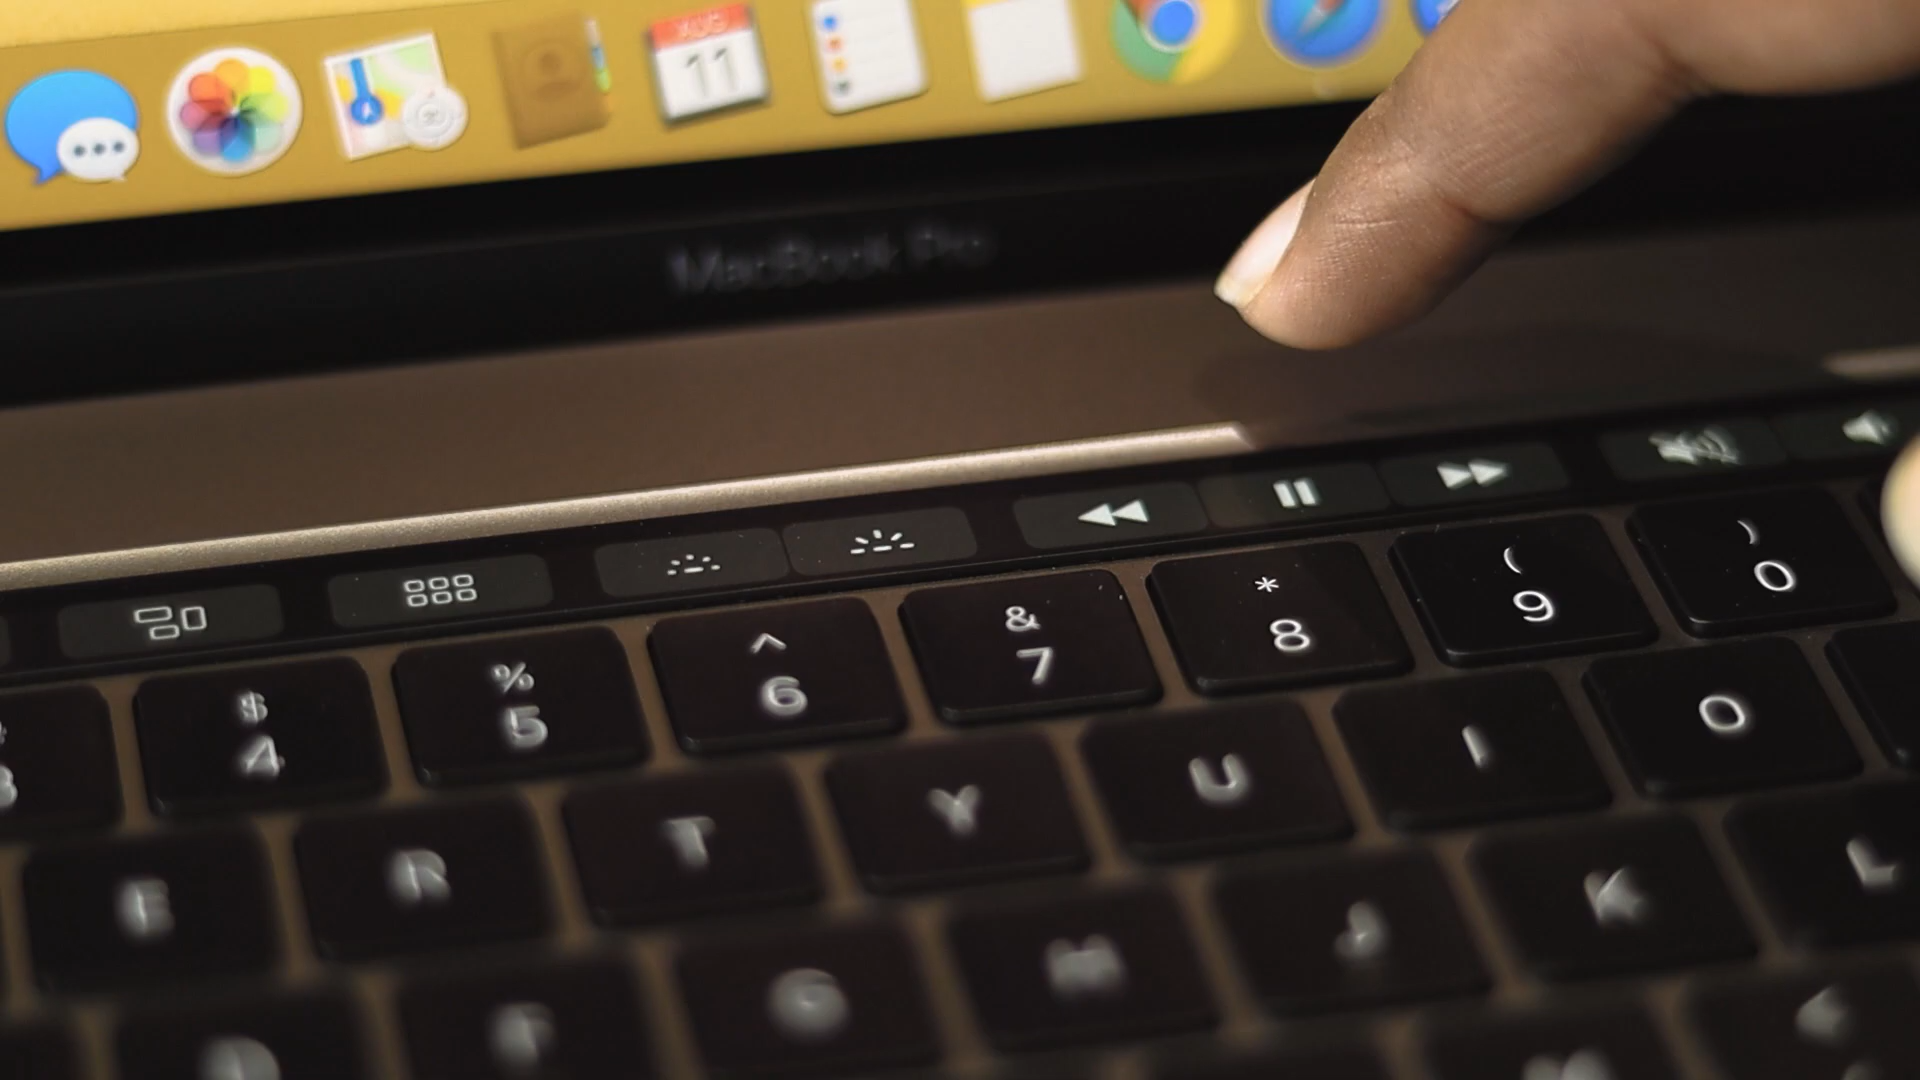 AUG
11
MacBook Pro
& * ( )
$ % ^
4 5 6 7 8 9 0
E R T Y U I O
D F G H J K L